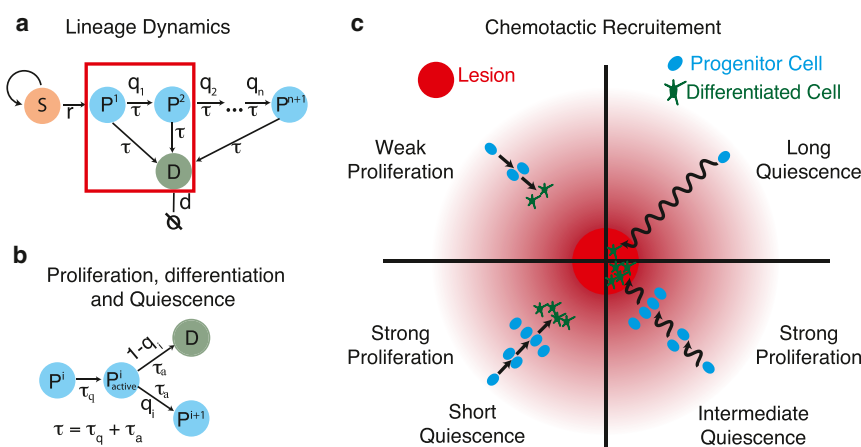 a
Lineage Dynamics
S
r
P¹
q₁
τ
P²
q₂
τ
...
qₙ
τ
Pⁿ⁺¹
τ
τ
τ
D
d
Ø
b
Proliferation, differentiation
and Quiescence
Pⁱ
τq
Pⁱ
active
1-qᵢ
τₐ
D
τₐ
qᵢ
Pⁱ⁺¹
τ = τq + τₐ
c
Chemotactic Recruitement
Lesion
Progenitor Cell
Differentiated Cell
Weak
Proliferation
Long
Quiescence
Strong
Proliferation
Short
Quiescence
Strong
Proliferation
Intermediate
Quiescence